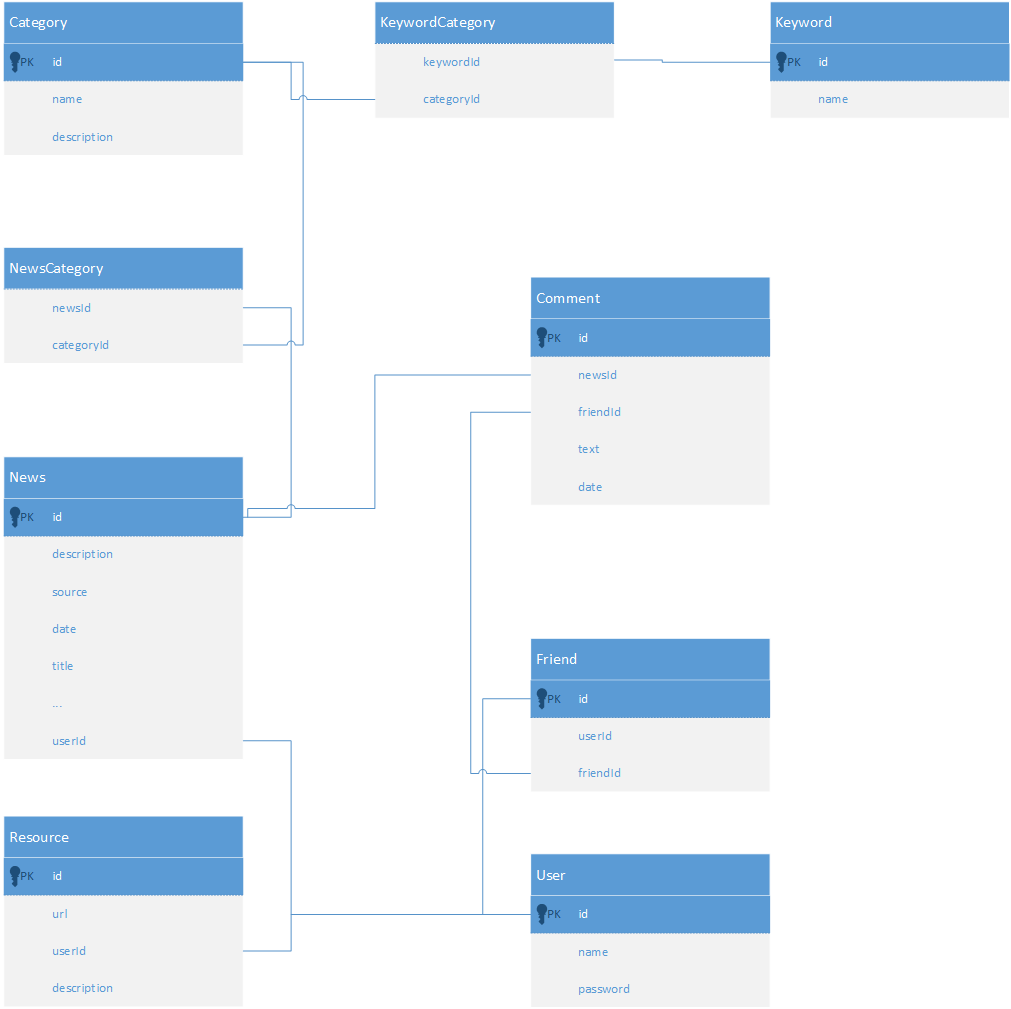 Category
PK id
name
description
KeywordCategory
keywordId
categoryId
Keyword
PK id
name
NewsCategory
newsId
categoryId
Comment
PK id
newsId
friendId
text
date
News
PK id
description
source
date
title
...
userId
Friend
PK id
userId
friendId
Resource
PK id
url
userId
description
User
PK id
name
password